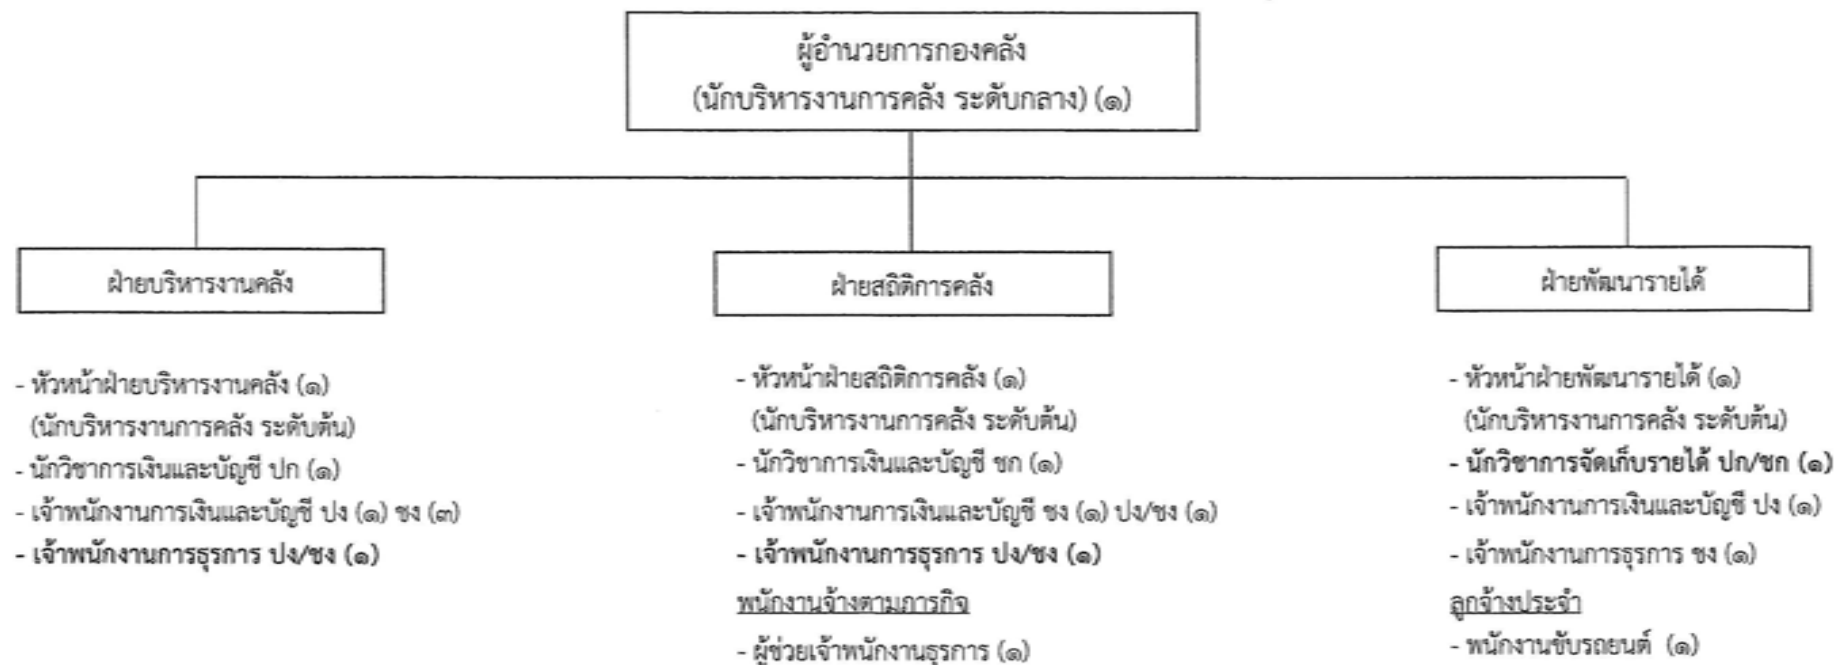 ผู้อำนวยการกองคลัง
(นักบริหารงานการคลัง ระดับกลาง) (๑)
ฝ่ายบริหารงานคลัง
- หัวหน้าฝ่ายบริหารงานคลัง (๑)
(นักบริหารงานการคลัง ระดับต้น)
- นักวิชาการเงินและบัญชี ปก (๑)
- เจ้าพนักงานการเงินและบัญชี ปง (๑) ชง (๓)
- เจ้าพนักงานการธุรการ ปง/ชง (๑)
ฝ่ายสถิติการคลัง
- หัวหน้าฝ่ายสถิติการคลัง (๑)
(นักบริหารงานการคลัง ระดับต้น)
- นักวิชาการเงินและบัญชี ชก (๑)
- เจ้าพนักงานการเงินและบัญชี ชง (๑) ปง/ชง (๑)
- เจ้าพนักงานการธุรการ ปง/ชง (๑)
พนักงานจ้างตามภารกิจ
- ผู้ช่วยเจ้าพนักงานธุรการ (๑)
ฝ่ายพัฒนารายได้
- หัวหน้าฝ่ายพัฒนารายได้ (๑)
(นักบริหารงานการคลัง ระดับต้น)
- นักวิชาการจัดเก็บรายได้ ปก/ชก (๑)
- เจ้าพนักงานการเงินและบัญชี ปง (๑)
- เจ้าพนักงานการธุรการ ชง (๑)
ลูกจ้างประจำ
- พนักงานขับรถยนต์ (๑)